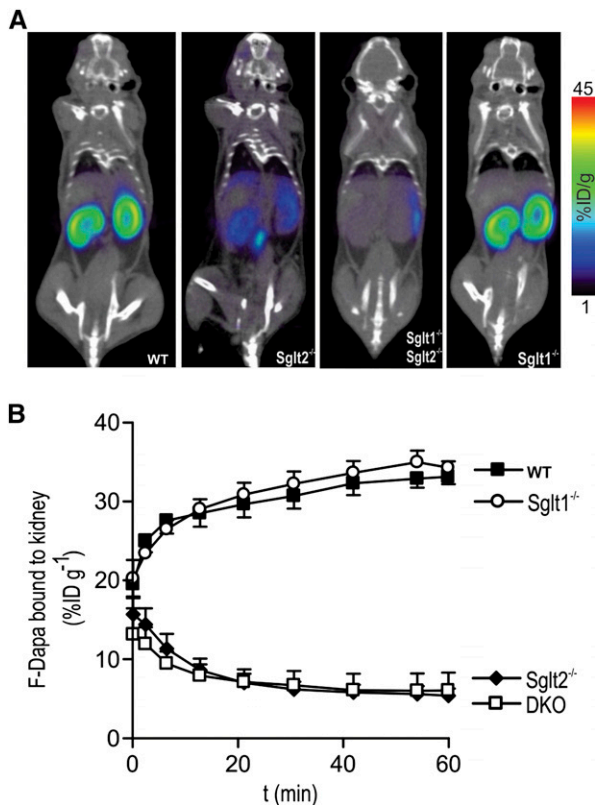 A
WT
Sglt2-/-
Sglt1-/-
Sglt2-/-
Sglt1-/-
45
%ID/g
1
B
F-Dapa bound to kidney
(%ID g-1)
40
30
20
10
0
0
20
40
60
t (min)
WT
Sglt1-/-
Sglt2-/-
DKO